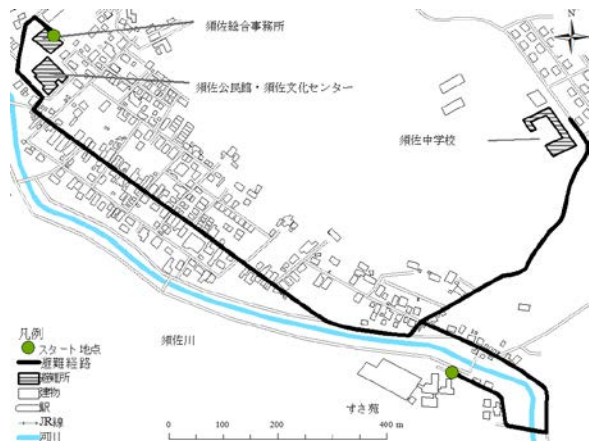 須佐総合事務所
N
須佐公民館・須佐文化センター
須佐中学校
凡例
スタート地点
避難経路
避難所
建物
駅
JR線
河川
須佐川
すさ苑
0 100 200 400 m